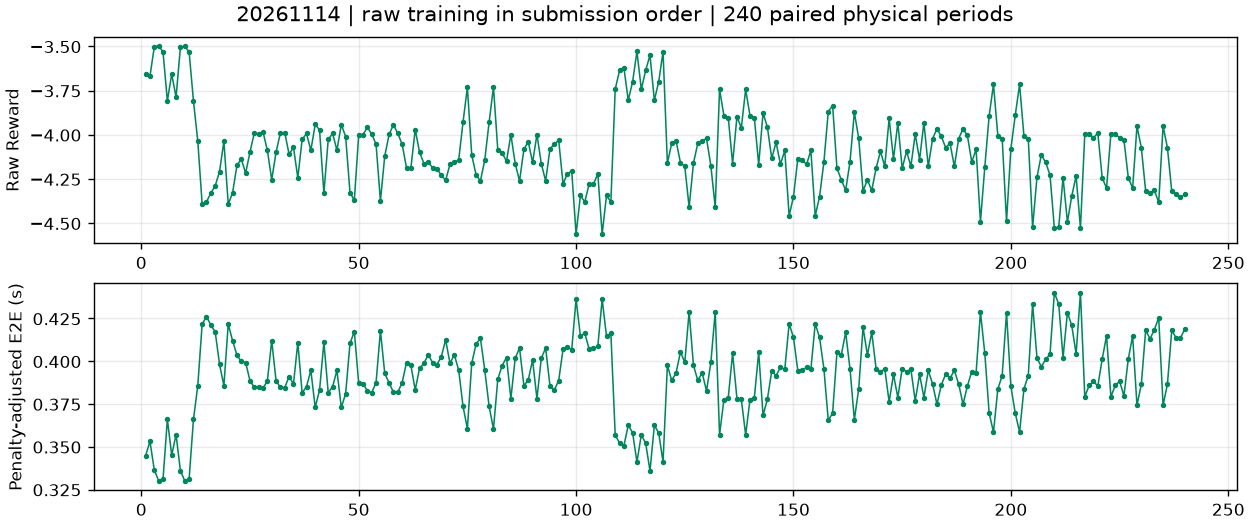 20261114 | raw training in submission order | 240 paired physical periods
Raw Reward
−3.50
−3.75
−4.00
−4.25
−4.50
0 50 100 150 200 250
Penalty-adjusted E2E (s)
0.425
0.400
0.375
0.350
0.325
0 50 100 150 200 250